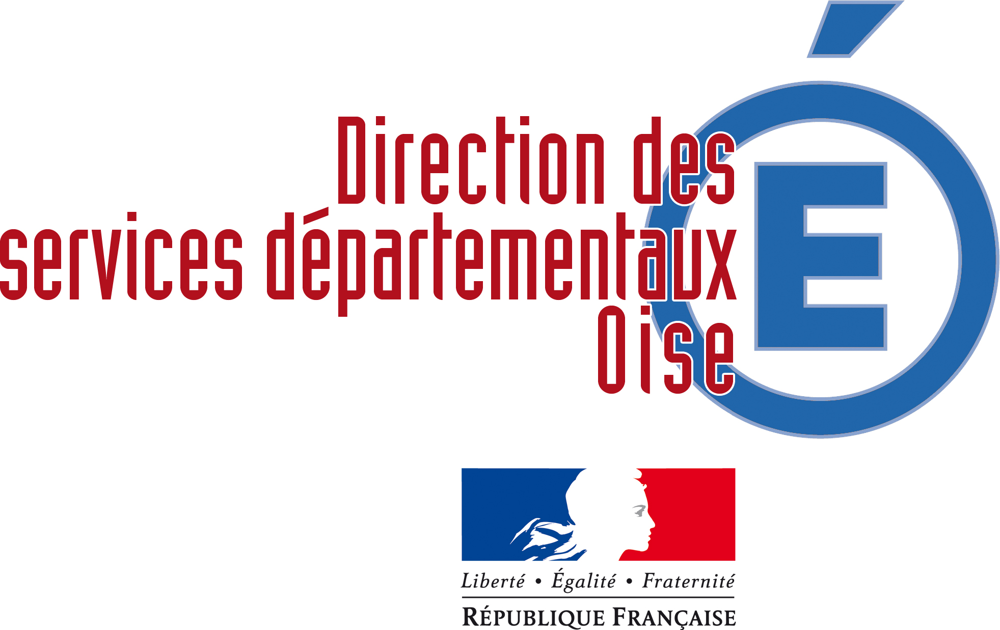 Direction des
services départementaux
Oise
É
Liberté • Égalité • Fraternité
RÉPUBLIQUE FRANÇAISE